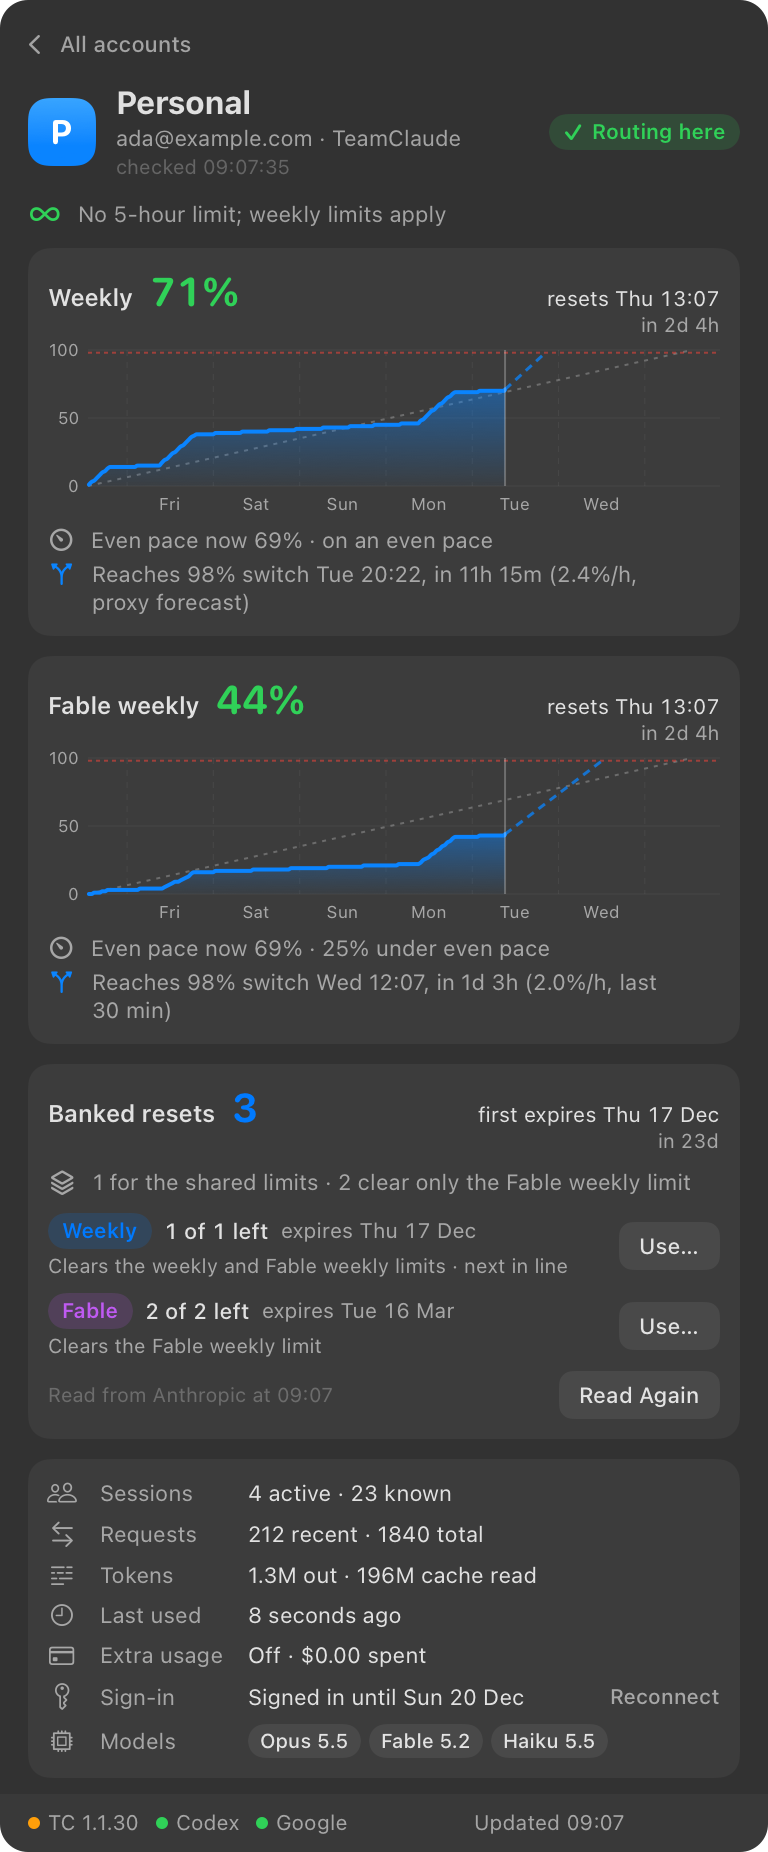 All accounts
P
Personal
ada@example.com · TeamClaude
checked 09:07:35
Routing here
No 5-hour limit; weekly limits apply
Weekly 71%
resets Thu 13:07
in 2d 4h
100
50
0
Fri Sat Sun Mon Tue Wed
Even pace now 69% · on an even pace
Reaches 98% switch Tue 20:22, in 11h 15m (2.4%/h,
proxy forecast)
Fable weekly 44%
resets Thu 13:07
in 2d 4h
100
50
0
Fri Sat Sun Mon Tue Wed
Even pace now 69% · 25% under even pace
Reaches 98% switch Wed 12:07, in 1d 3h (2.0%/h, last
30 min)
Banked resets 3
first expires Thu 17 Dec
in 23d
1 for the shared limits · 2 clear only the Fable weekly limit
Weekly 1 of 1 left expires Thu 17 Dec
Clears the weekly and Fable weekly limits · next in line
Use...
Fable 2 of 2 left expires Tue 16 Mar
Clears the Fable weekly limit
Use...
Read from Anthropic at 09:07
Read Again
Sessions 4 active · 23 known
Requests 212 recent · 1840 total
Tokens 1.3M out · 196M cache read
Last used 8 seconds ago
Extra usage Off · $0.00 spent
Sign-in Signed in until Sun 20 Dec Reconnect
Models Opus 5.5 Fable 5.2 Haiku 5.5
TC 1.1.30 Codex Google Updated 09:07